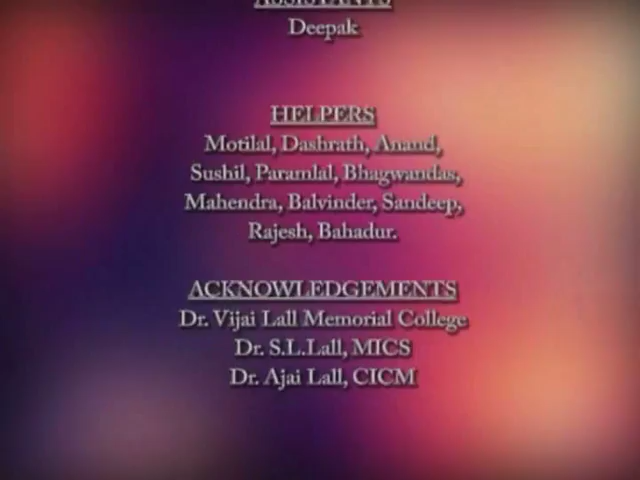 ASSISTANTS
Deepak
HELPERS
Motilal, Dashrath, Anand,
Sushil, Paramlal, Bhagwandas,
Mahendra, Balvinder, Sandeep,
Rajesh, Bahadur.
ACKNOWLEDGEMENTS
Dr. Vijai Lall Memorial College
Dr. S.L.Lall, MICS
Dr. Ajai Lall, CICM